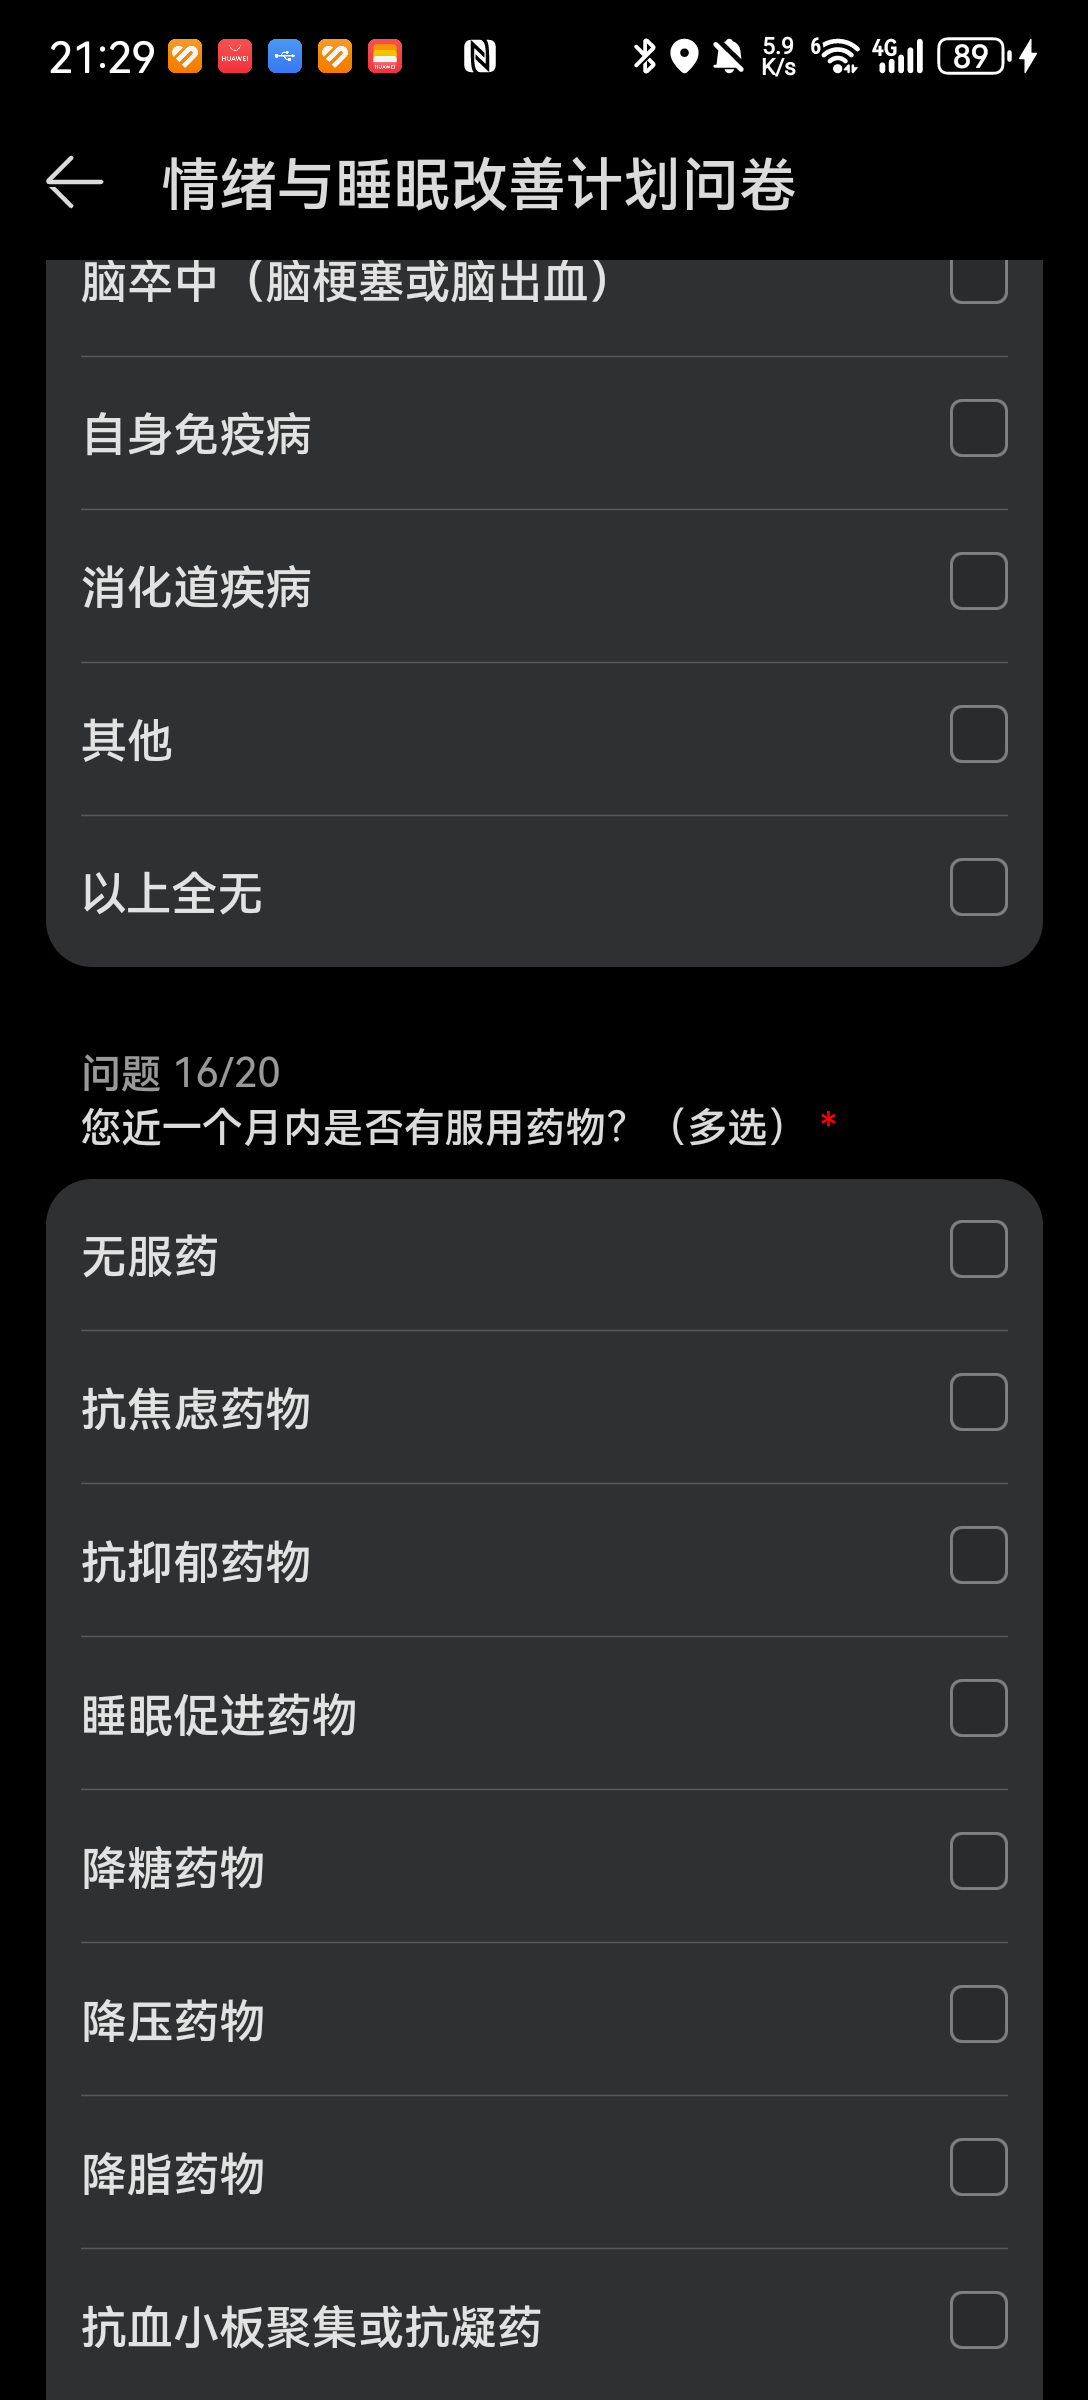 21:29
5.9 K/s
6
4G
89
情绪与睡眠改善计划问卷
脑卒中（脑梗塞或脑出血）
自身免疫病
消化道疾病
其他
以上全无
问题 16/20
您近一个月内是否有服用药物？（多选） *
无服药
抗焦虑药物
抗抑郁药物
睡眠促进药物
降糖药物
降压药物
降脂药物
抗血小板聚集或抗凝药